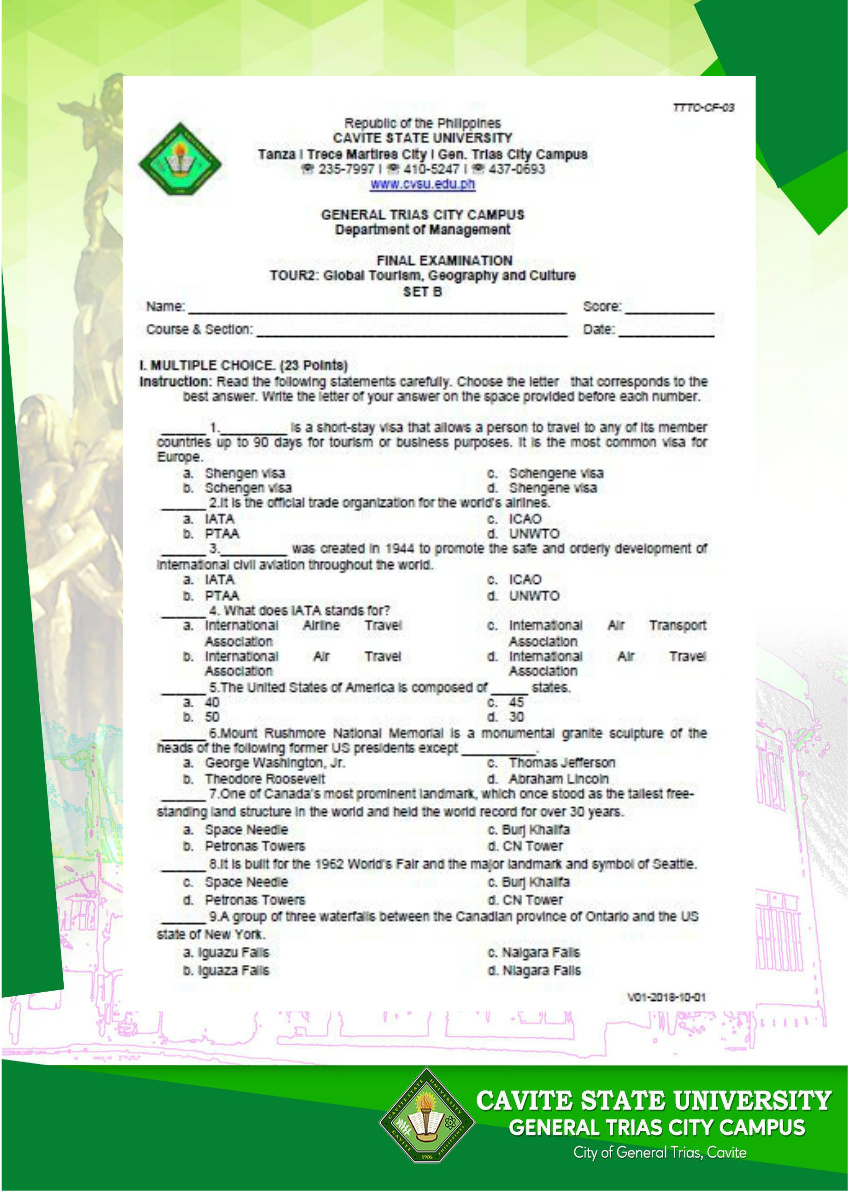 TTTC-CF-03
Republic of the Philippines
CAVITE STATE UNIVERSITY
Tanza I Trece Martires City I Gen. Trias City Campus
☏ 235-7997 I ☏ 410-5247 I ☏ 437-0693
www.cvsu.edu.ph
GENERAL TRIAS CITY CAMPUS
Department of Management
FINAL EXAMINATION
TOUR2: Global Tourism, Geography and Culture
SET B
Name: ____________________ Score: __________
Course & Section: ____________________ Date: __________
I. MULTIPLE CHOICE. (23 Points)
Instruction: Read the following statements carefully. Choose the letter that corresponds to the
best answer. Write the letter of your answer on the space provided before each number.
______ 1.__________ is a short-stay visa that allows a person to travel to any of its member
countries up to 90 days for tourism or business purposes. It is the most common visa for
Europe.
a. Shengen visa c. Schengene visa
b. Schengen visa d. Shengene visa
______ 2.It is the official trade organization for the world's airlines.
a. IATA c. ICAO
b. PTAA d. UNWTO
______ 3.__________ was created in 1944 to promote the safe and orderly development of
international civil aviation throughout the world.
a. IATA c. ICAO
b. PTAA d. UNWTO
______ 4. What does IATA stands for?
a. International Airline Travel c. International Air Transport
Association Association
b. International Air Travel d. International Air Travel
Association Association
______ 5.The United States of America is composed of _____ states.
a. 40 c. 45
b. 50 d. 30
______ 6.Mount Rushmore National Memorial is a monumental granite sculpture of the
heads of the following former US presidents except __________.
a. George Washington, Jr. c. Thomas Jefferson
b. Theodore Roosevelt d. Abraham Lincoln
______ 7.One of Canada's most prominent landmark, which once stood as the tallest free-
standing land structure in the world and held the world record for over 30 years.
a. Space Needle c. Burj Khalifa
b. Petronas Towers d. CN Tower
______ 8.It is built for the 1962 World's Fair and the major landmark and symbol of Seattle.
c. Space Needle c. Burj Khalifa
d. Petronas Towers d. CN Tower
______ 9.A group of three waterfalls between the Canadian province of Ontario and the US
state of New York.
a. Iguazu Falls c. Naigara Falls
b. Iguaza Falls d. Niagara Falls
V01-2018-10-01
CAVITE STATE UNIVERSITY
GENERAL TRIAS CITY CAMPUS
City of General Trias, Cavite